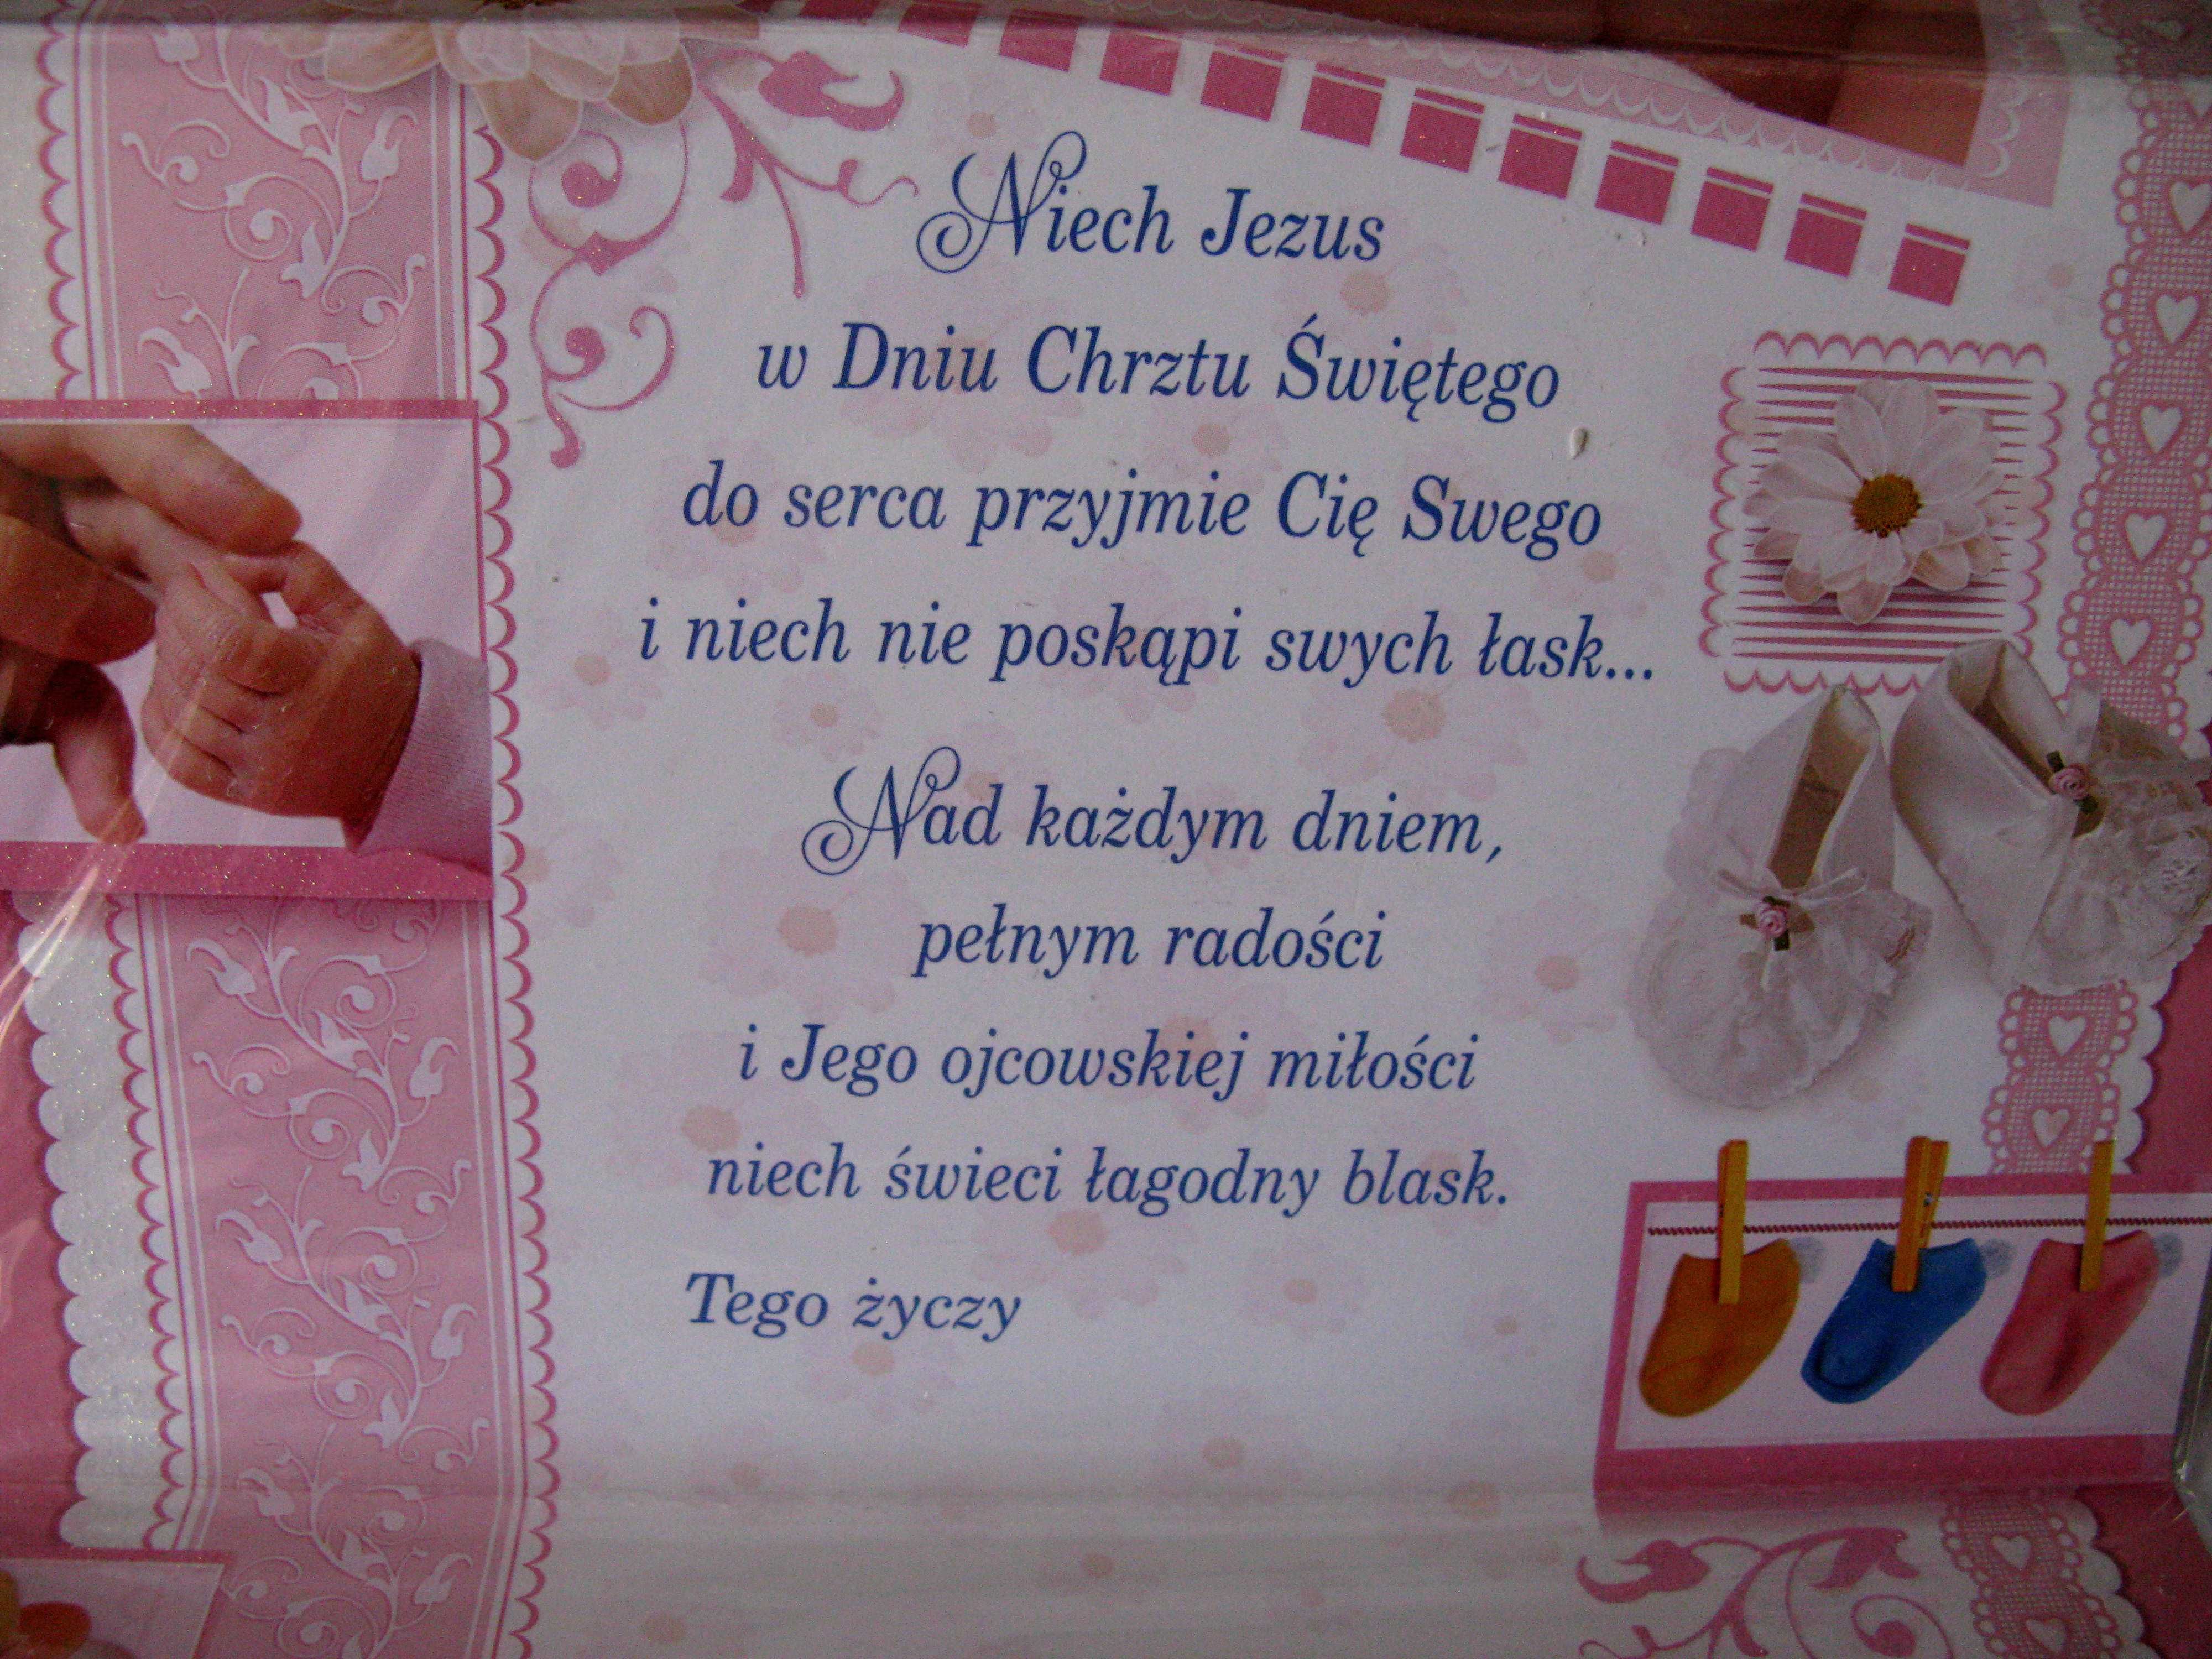 Niech Jezus
w Dniu Chrztu Świętego
do serca przyjmie Cię Swego
i niech nie poskąpi swych łask...
Nad każdym dniem,
pełnym radości
i Jego ojcowskiej miłości
niech świeci łagodny blask.
Tego życzy